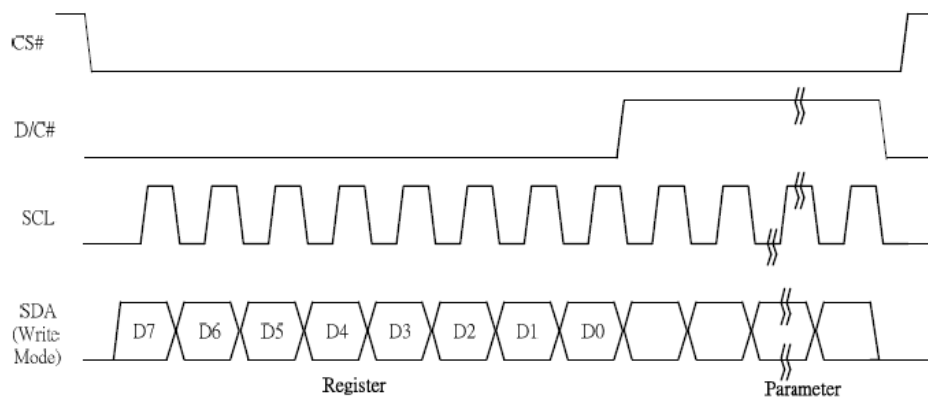 CS#
D/C#
SCL
SDA
(Write
Mode)
D7 D6 D5 D4 D3 D2 D1 D0
Register
Parameter